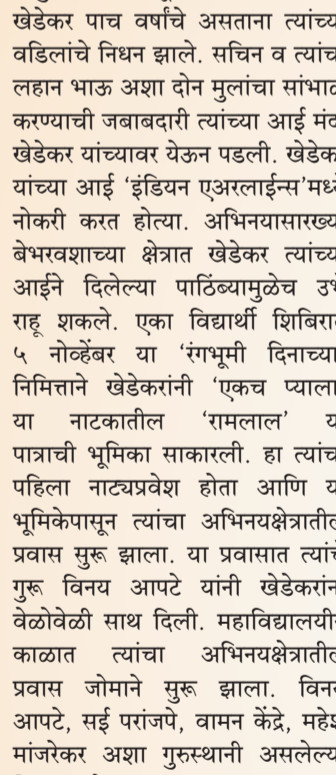 खेडेकर पाच वर्षांचे असताना त्यांच्य
वडिलांचे निधन झाले. सचिन व त्यांच
लहान भाऊ अशा दोन मुलांचा सांभा
करण्याची जबाबदारी त्यांच्या आई मं
खेडेकर यांच्यावर येऊन पडली. खेडेक
यांच्या आई ‘इंडियन एअरलाईन्स’मध्
नोकरी करत होत्या. अभिनयासारख्य
बेभरवशाच्या क्षेत्रात खेडेकर त्यांच्य
आईने दिलेल्या पाठिंब्यामुळेच उ
राहू शकले. एका विद्यार्थी शिबिरा
५ नोव्हेंबर या ‘रंगभूमी दिनाच्या
निमित्ताने खेडेकरांनी ‘एकच प्याला
या नाटकातील ‘रामलाल’ य
पात्राची भूमिका साकारली. हा त्यांच
पहिला नाट्यप्रवेश होता आणि य
भूमिकेपासून त्यांचा अभिनयक्षेत्राती
प्रवास सुरू झाला. या प्रवासात त्यां
गुरू विनय आपटे यांनी खेडेकरां
वेळोवेळी साथ दिली. महाविद्यालयी
काळात त्यांचा अभिनयक्षेत्राती
प्रवास जोमाने सुरू झाला. विन
आपटे, सई परांजपे, वामन केंद्रे, महे
मांजरेकर अशा गुरुस्थानी असलेल्य